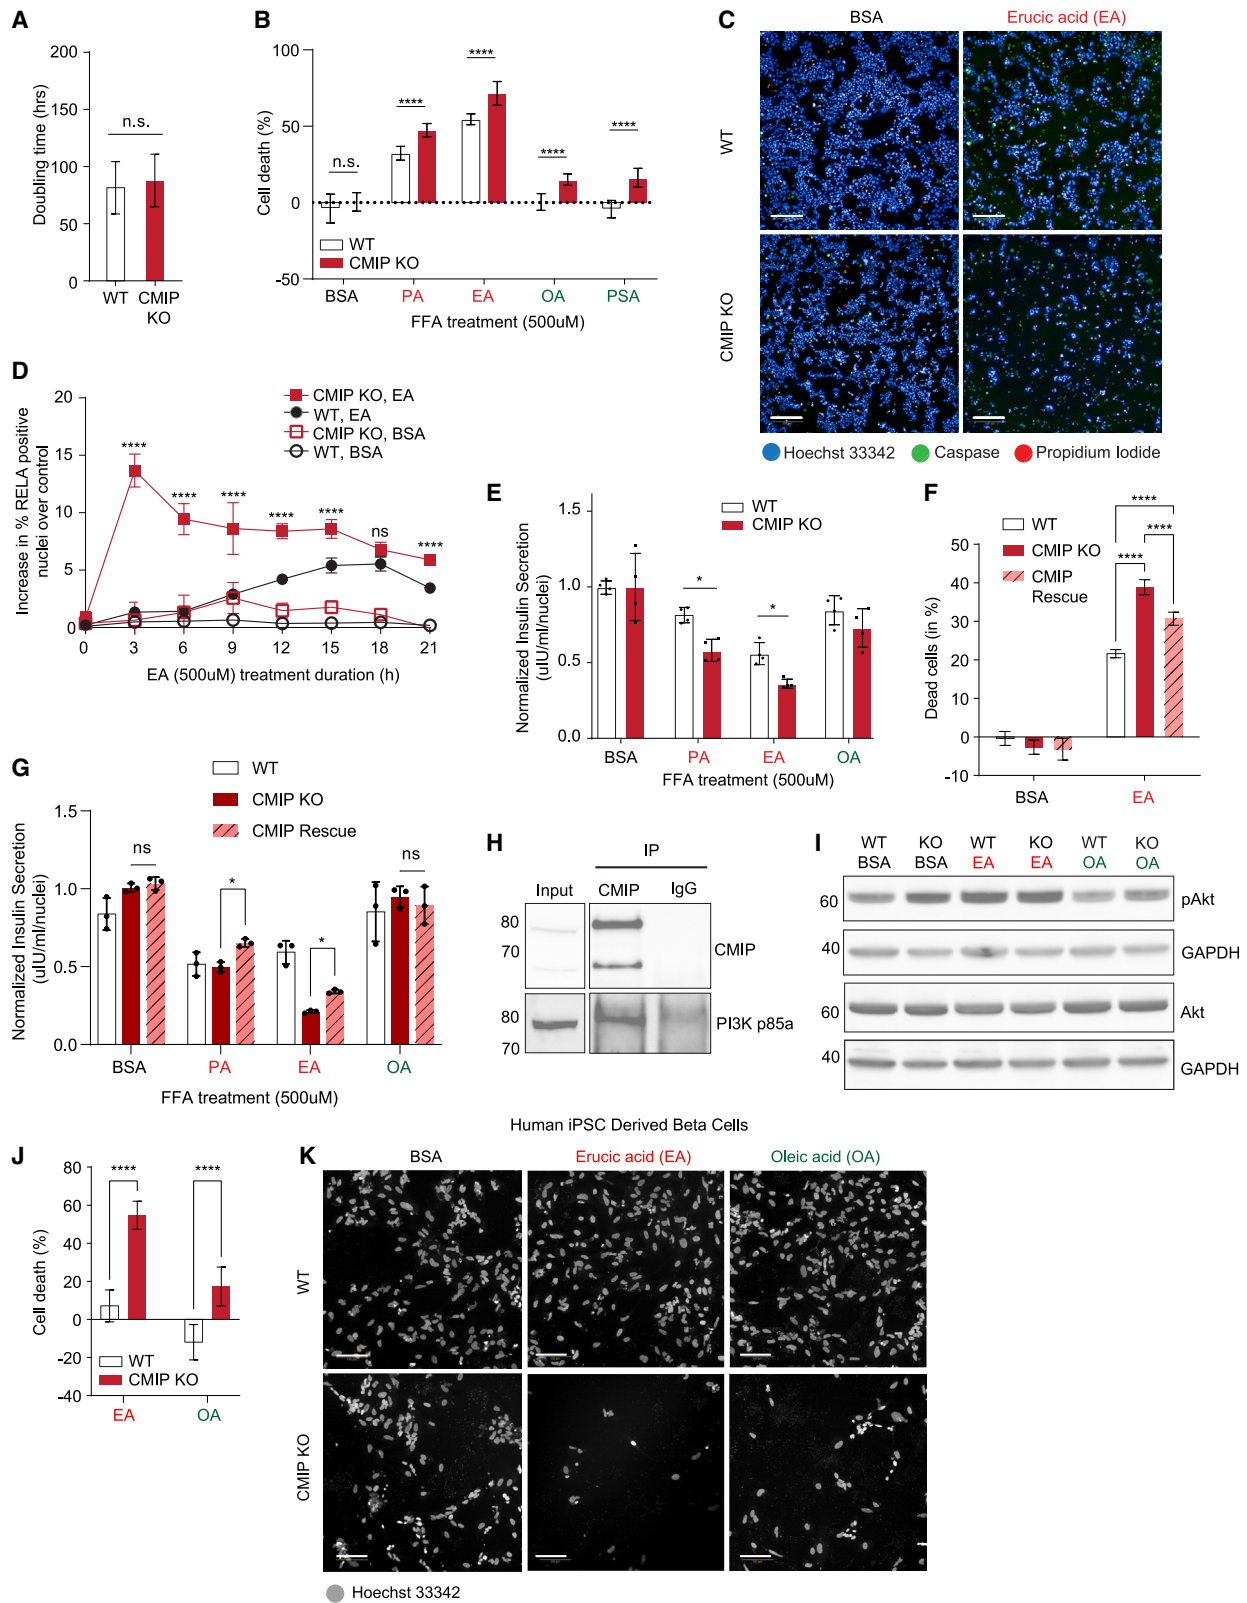 A
Doubling time (hrs)
200
150
100
50
0
n.s.
WT
CMIP
KO
B
Cell death (%)
100
50
0
-50
n.s.
****
****
****
****
WT
CMIP KO
BSA
PA
EA
OA
PSA
FFA treatment (500uM)
C
BSA
Erucic acid (EA)
WT
CMIP KO
Hoechst 33342
Caspase
Propidium Iodide
D
Increase in % RELA positive
nuclei over control
20
15
10
5
0
CMIP KO, EA
WT, EA
CMIP KO, BSA
WT, BSA
****
****
****
****
****
ns
****
0
3
6
9
12
15
18
21
EA (500uM) treatment duration (h)
E
Normalized Insulin Secretion
(uIU/ml/nuclei)
1.5
1.0
0.5
0.0
WT
CMIP KO
*
*
BSA
PA
EA
OA
FFA treatment (500uM)
F
WT
CMIP KO
CMIP
Rescue
Dead cells (in %)
50
40
30
20
10
0
-10
****
****
****
BSA
EA
G
WT
CMIP KO
CMIP Rescue
Normalized Insulin Secretion
(uIU/ml/nuclei)
1.5
1.0
0.5
0.0
ns
*
*
ns
BSA
PA
EA
OA
FFA treatment (500uM)
H
IP
Input
CMIP
IgG
80
70
CMIP
80
70
PI3K p85a
I
WT KO WT KO WT KO
BSA BSA EA EA OA OA
60
pAkt
40
GAPDH
60
Akt
40
GAPDH
Human iPSC Derived Beta Cells
J
Cell death (%)
80
60
40
20
0
-20
-40
****
****
WT
CMIP KO
EA
OA
K
BSA
Erucic acid (EA)
Oleic acid (OA)
WT
CMIP KO
Hoechst 33342